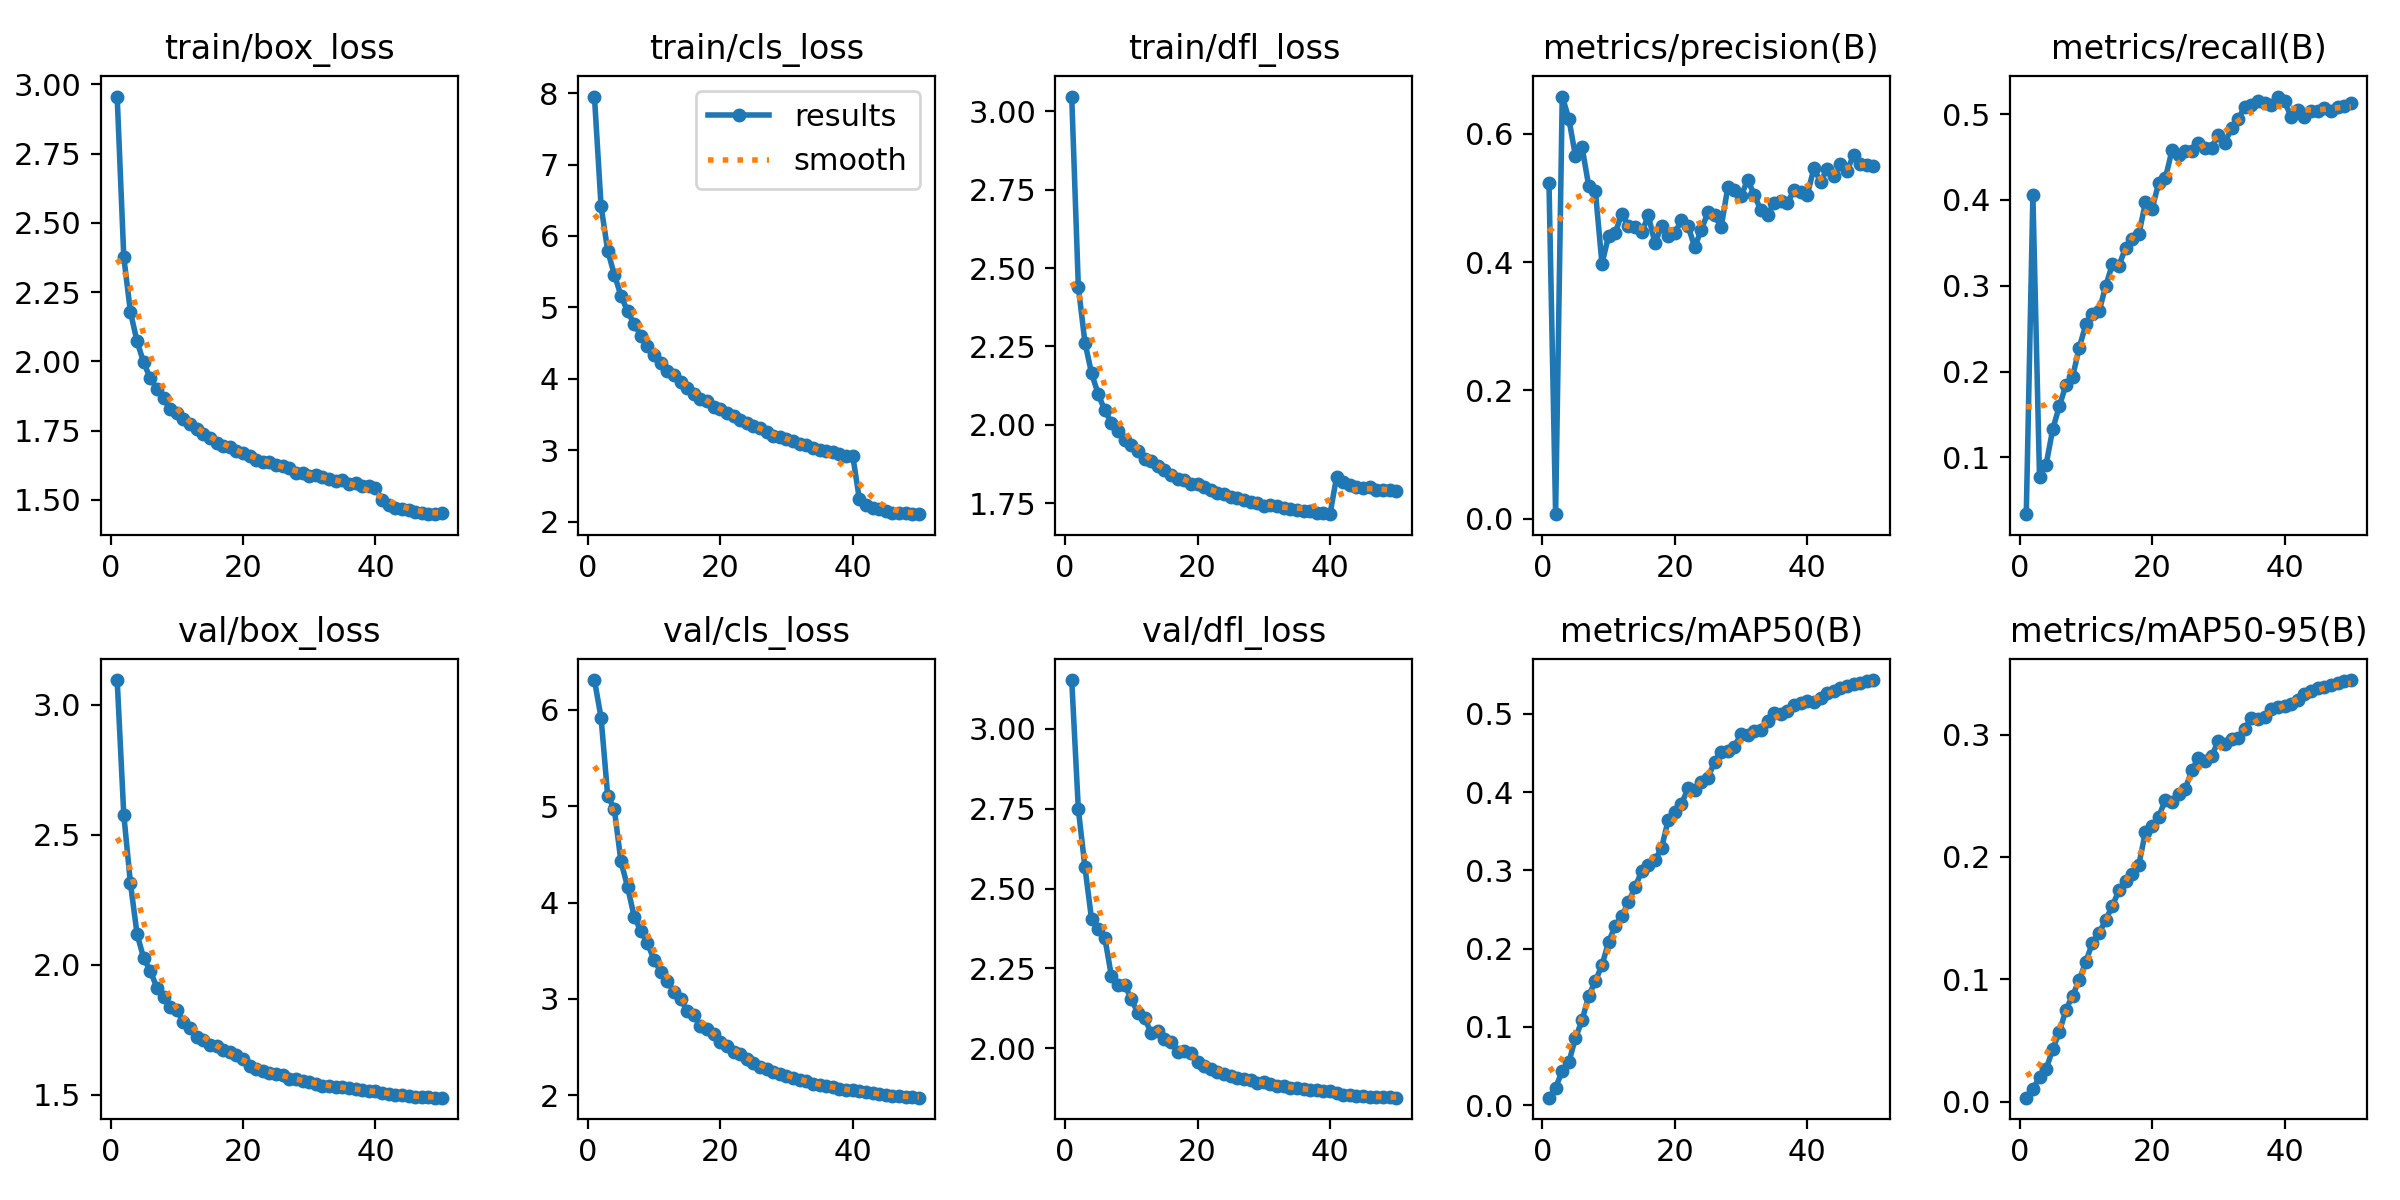 train/box_loss
3.00
2.75
2.50
2.25
2.00
1.75
1.50
0 20 40
train/cls_loss
results
smooth
8
7
6
5
4
3
2
0 20 40
train/dfl_loss
3.00
2.75
2.50
2.25
2.00
1.75
0 20 40
metrics/precision(B)
0.6
0.4
0.2
0.0
0 20 40
metrics/recall(B)
0.5
0.4
0.3
0.2
0.1
0 20 40
val/box_loss
3.0
2.5
2.0
1.5
0 20 40
val/cls_loss
6
5
4
3
2
0 20 40
val/dfl_loss
3.00
2.75
2.50
2.25
2.00
0 20 40
metrics/mAP50(B)
0.5
0.4
0.3
0.2
0.1
0.0
0 20 40
metrics/mAP50-95(B)
0.3
0.2
0.1
0.0
0 20 40